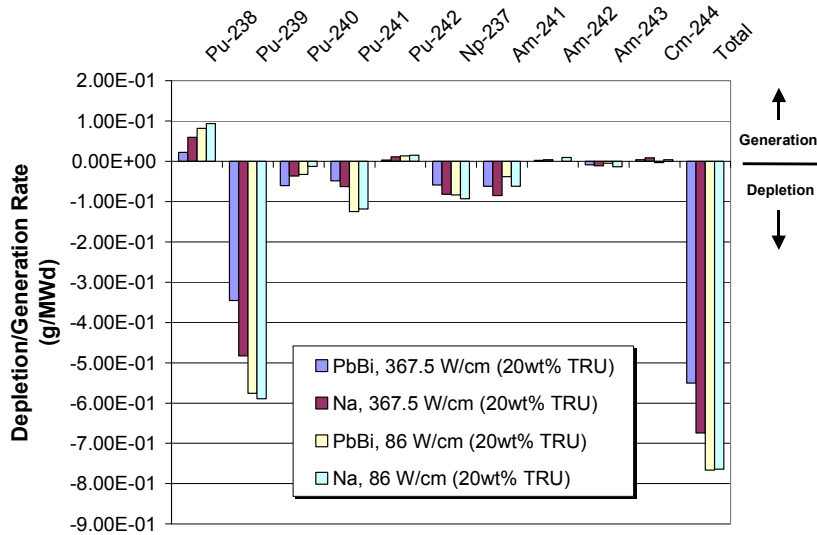 Pu-238
Pu-239
Pu-240
Pu-241
Pu-242
Np-237
Am-241
Am-242
Am-243
Cm-244
Total
2.00E-01
1.00E-01
0.00E+00
-1.00E-01
-2.00E-01
-3.00E-01
-4.00E-01
-5.00E-01
-6.00E-01
-7.00E-01
-8.00E-01
-9.00E-01
Depletion/Generation Rate
(g/MWd)
Generation
Depletion
PbBi, 367.5 W/cm (20wt% TRU)
Na, 367.5 W/cm (20wt% TRU)
PbBi, 86 W/cm (20wt% TRU)
Na, 86 W/cm (20wt% TRU)